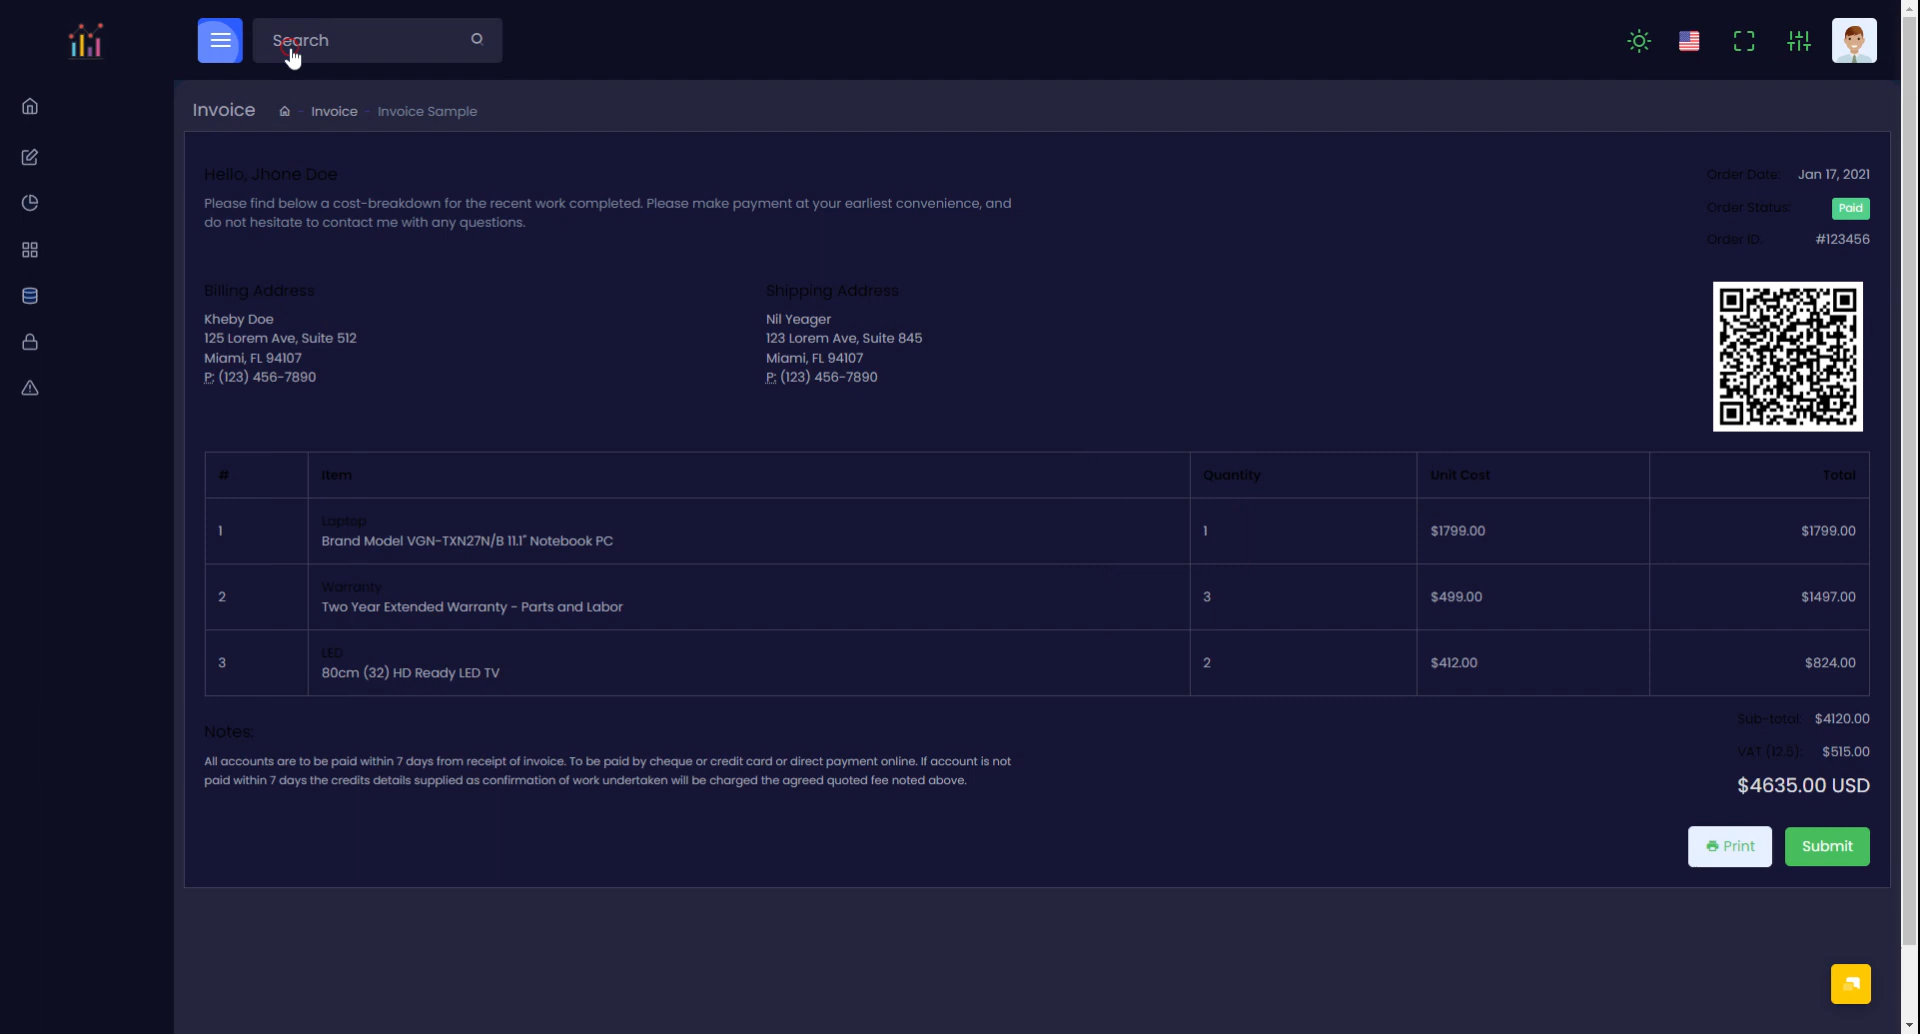 Search
Invoice - Invoice - Invoice Sample
Hello, Jhone Doe
Please find below a cost-breakdown for the recent work completed. Please make payment at your earliest convenience, and
do not hesitate to contact me with any questions.
Order Date: Jan 17, 2021
Order Status: Paid
Order ID: #123456
Billing Address
Kheby Doe
125 Lorem Ave, Suite 512
Miami, FL 94107
P: (123) 456-7890
Shipping Address
Nil Yeager
123 Lorem Ave, Suite 845
Miami, FL 94107
P: (123) 456-7890
# Item Quantity Unit Cost Total
1 Laptop
Brand Model VGN-TXN27N/B 11.1" Notebook PC 1 $1799.00 $1799.00
2 Warranty
Two Year Extended Warranty - Parts and Labor 3 $499.00 $1497.00
3 LED
80cm (32) HD Ready LED TV 2 $412.00 $824.00
Notes:
All accounts are to be paid within 7 days from receipt of invoice. To be paid by cheque or credit card or direct payment online. If account is not
paid within 7 days the credits details supplied as confirmation of work undertaken will be charged the agreed quoted fee noted above.
Sub-total: $4120.00
VAT (12.5): $515.00
$4635.00 USD
Print Submit